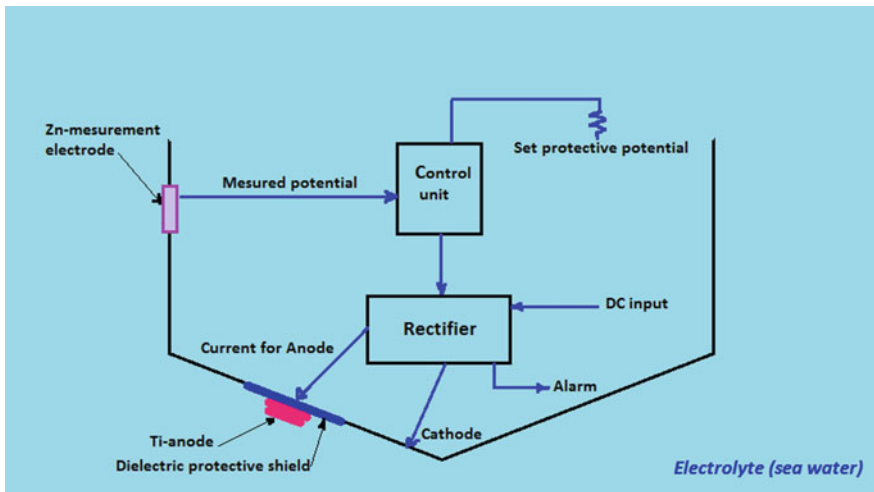 Zn-mesurement
electrode
Mesured potential
Control
unit
Set protective potential
Rectifier
DC input
Current for Anode
Alarm
Cathode
Ti-anode
Dielectric protective shield
Electrolyte (sea water)